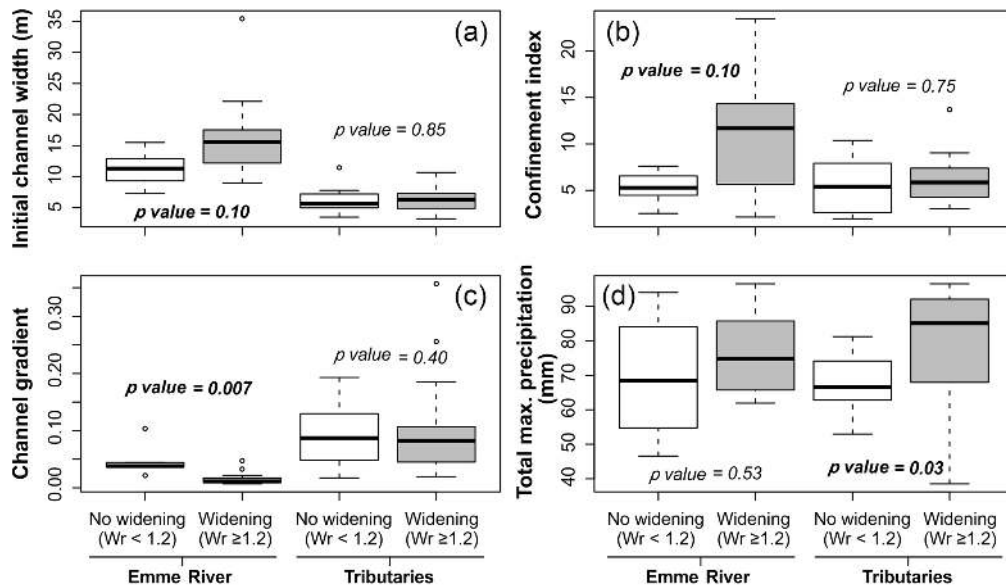 Initial channel width (m)
35
30
25
20
15
10
5
(a)
p value = 0.10
p value = 0.85
Confinement index
20
15
10
5
(b)
p value = 0.10
p value = 0.75
Channel gradient
0.30
0.20
0.10
0.00
(c)
p value = 0.007
p value = 0.40
Total max. precipitation
(mm)
90
80
70
60
50
40
(d)
p value = 0.53
p value = 0.03
No widening Widening No widening Widening
(Wr < 1.2) (Wr ≥1.2) (Wr < 1.2) (Wr ≥1.2)
Emme River Tributaries
No widening Widening No widening Widening
(Wr < 1.2) (Wr ≥1.2) (Wr < 1.2) (Wr ≥1.2)
Emme River Tributaries